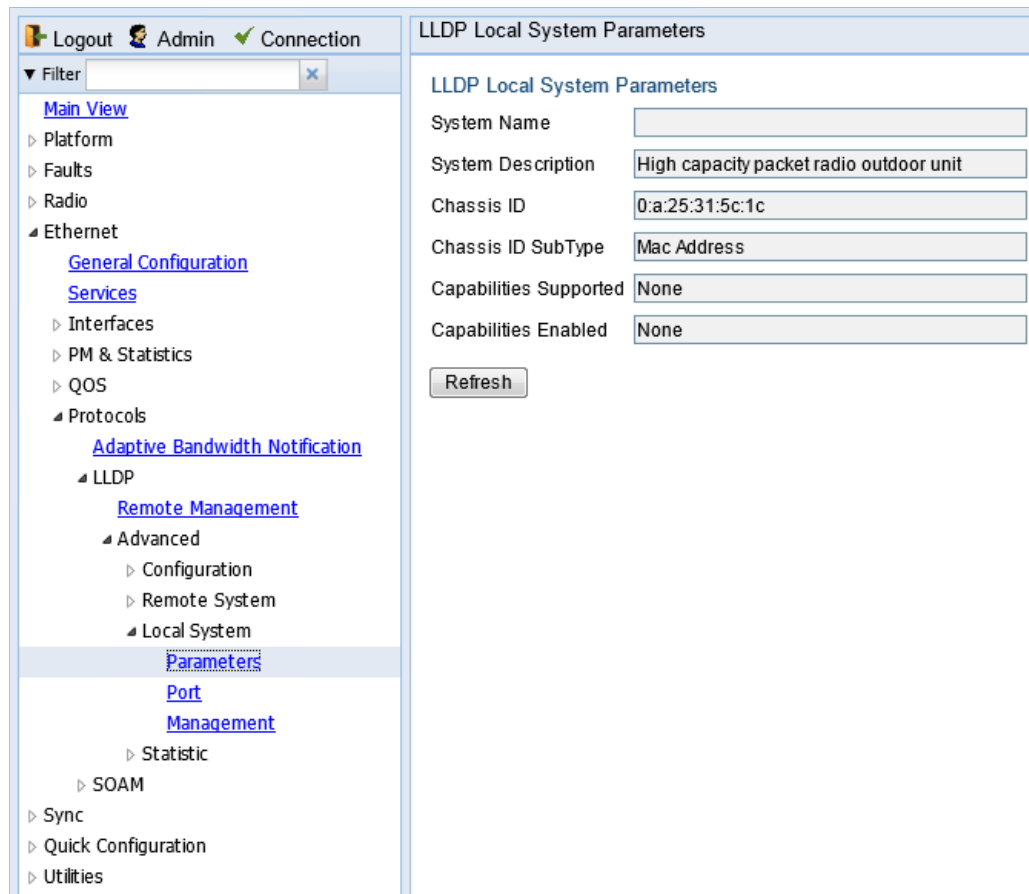 Logout Admin Connection
Filter
Main View
Platform
Faults
Radio
Ethernet
General Configuration
Services
Interfaces
PM & Statistics
QOS
Protocols
Adaptive Bandwidth Notification
LLDP
Remote Management
Advanced
Configuration
Remote System
Local System
Parameters
Port
Management
Statistic
SOAM
Sync
Quick Configuration
Utilities
LLDP Local System Parameters
LLDP Local System Parameters
System Name
System Description High capacity packet radio outdoor unit
Chassis ID 0:a:25:31:5c:1c
Chassis ID SubType Mac Address
Capabilities Supported None
Capabilities Enabled None
Refresh